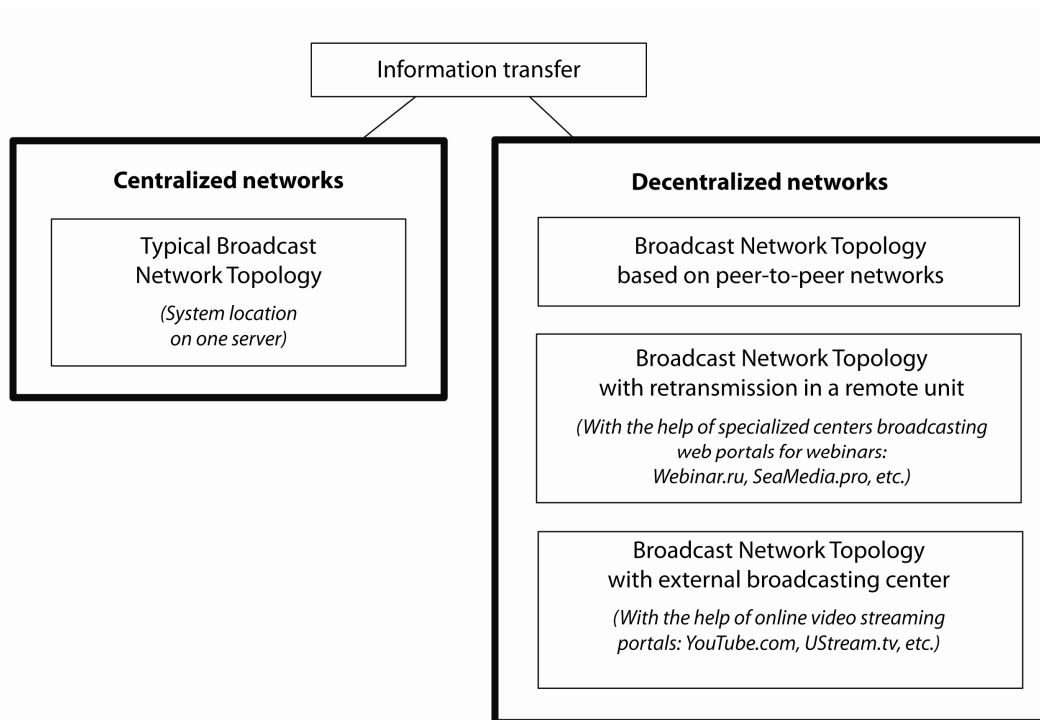 Information transfer
Centralized networks
Typical Broadcast
Network Topology
(System location
on one server)
Decentralized networks
Broadcast Network Topology
based on peer-to-peer networks
Broadcast Network Topology
with retransmission in a remote unit
(With the help of specialized centers broadcasting
web portals for webinars:
Webinar.ru, SeaMedia.pro, etc.)
Broadcast Network Topology
with external broadcasting center
(With the help of online video streaming
portals: YouTube.com, UStream.tv, etc.)